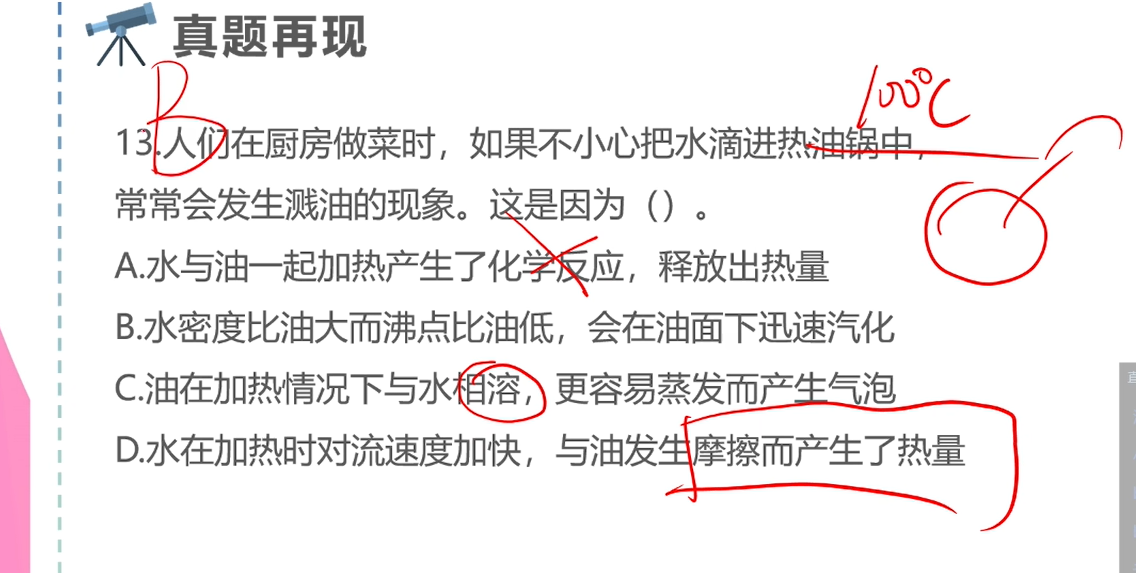 真题再现
B
100℃
13.人们在厨房做菜时，如果不小心把水滴进热油锅中，
常常会发生溅油的现象。这是因为（）。
A.水与油一起加热产生了化学反应，释放出热量
B.水密度比油大而沸点比油低，会在油面下迅速汽化
C.油在加热情况下与水相溶，更容易蒸发而产生气泡
D.水在加热时对流速度加快，与油发生摩擦而产生了热量